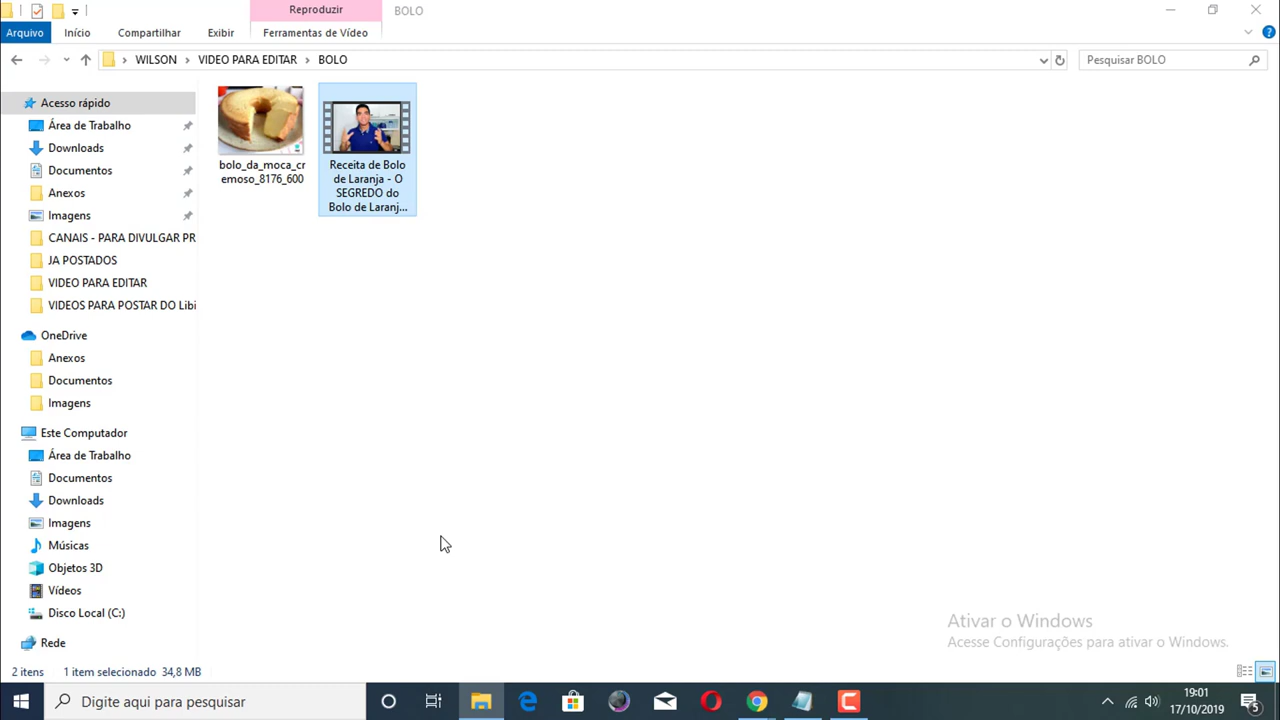 Reproduzir
BOLO
Arquivo
Início
Compartilhar
Exibir
Ferramentas de Vídeo
WILSON
VIDEO PARA EDITAR
BOLO
Pesquisar BOLO
Acesso rápido
Área de Trabalho
Downloads
Documentos
Anexos
Imagens
CANAIS - PARA DIVULGAR PR
JA POSTADOS
VIDEO PARA EDITAR
VIDEOS PARA POSTAR DO Libi
OneDrive
Anexos
Documentos
Imagens
Este Computador
Área de Trabalho
Documentos
Downloads
Imagens
Músicas
Objetos 3D
Vídeos
Disco Local (C:)
Rede
bolo_da_moca_cr
emoso_8176_600
Receita de Bolo
de Laranja - O
SEGREDO do
Bolo de Laranj...
Ativar o Windows
Acesse Configurações para ativar o Windows.
2 itens
1 item selecionado 34,8 MB
Digite aqui para pesquisar
19:01
17/10/2019
5